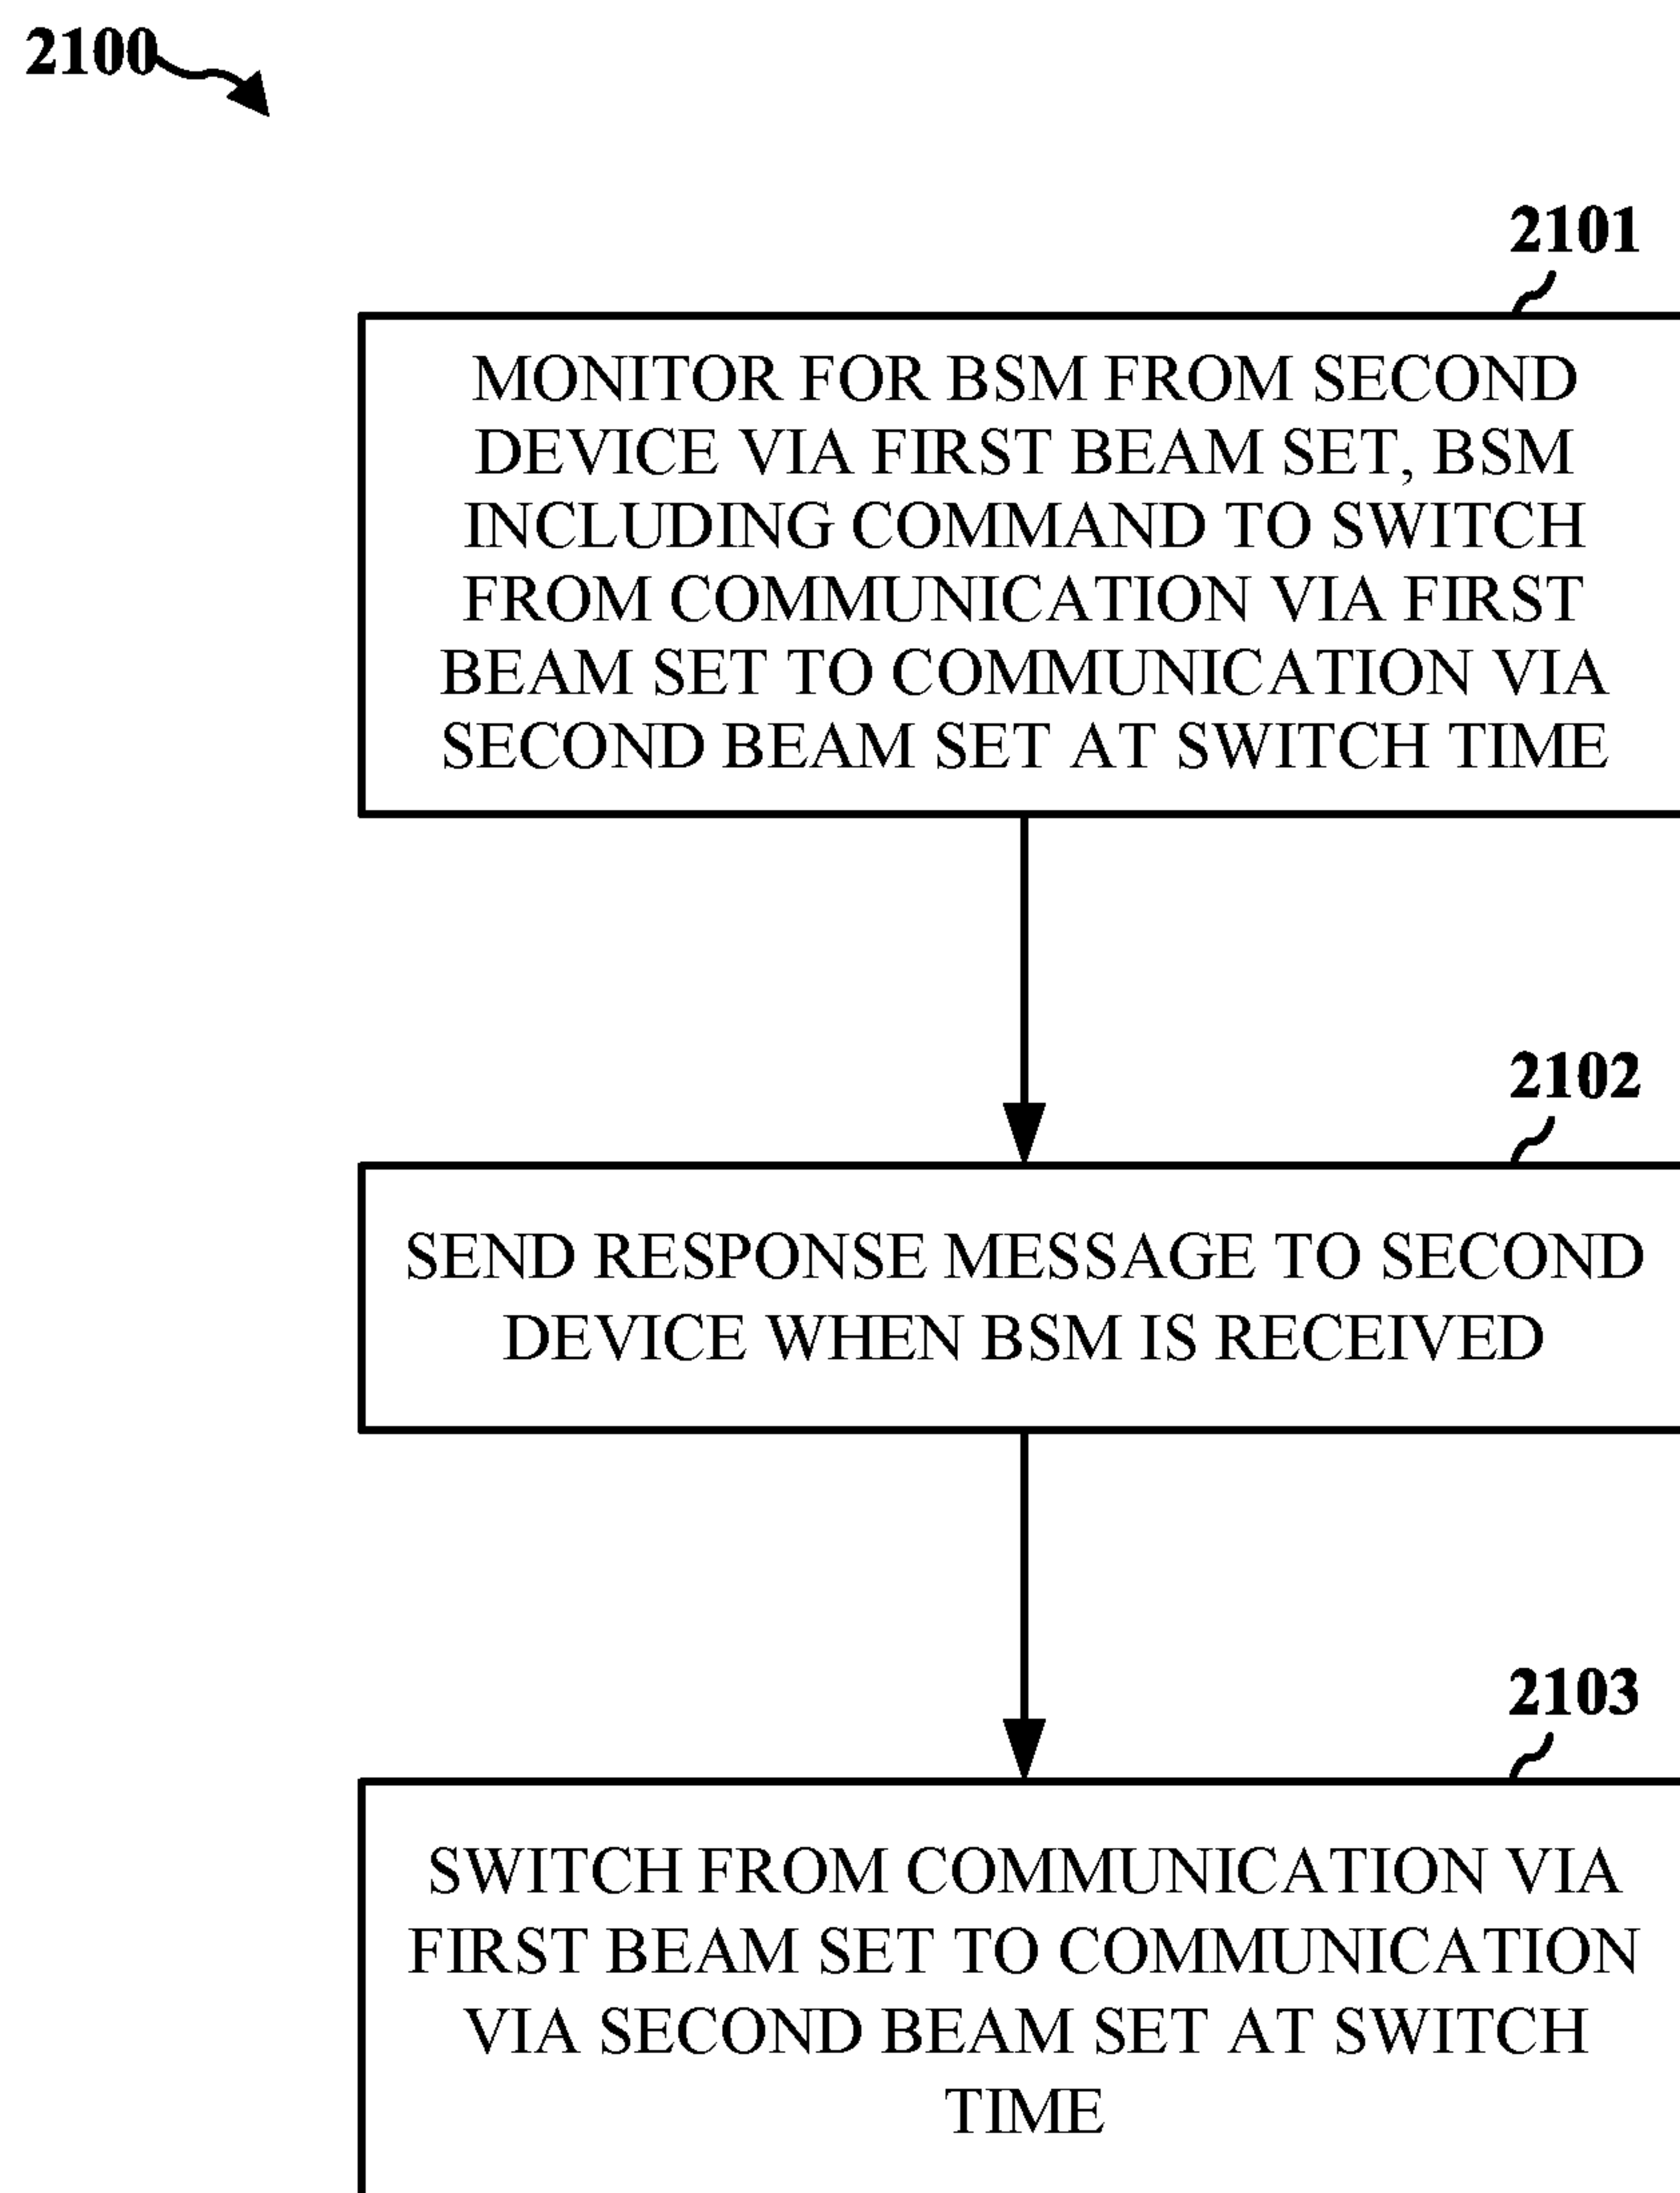 2100
2101
MONITOR FOR BSM FROM SECOND
DEVICE VIA FIRST BEAM SET, BSM
INCLUDING COMMAND TO SWITCH
FROM COMMUNICATION VIA FIRST
BEAM SET TO COMMUNICATION VIA
SECOND BEAM SET AT SWITCH TIME
2102
SEND RESPONSE MESSAGE TO SECOND
DEVICE WHEN BSM IS RECEIVED
2103
SWITCH FROM COMMUNICATION VIA
FIRST BEAM SET TO COMMUNICATION
VIA SECOND BEAM SET AT SWITCH
TIME